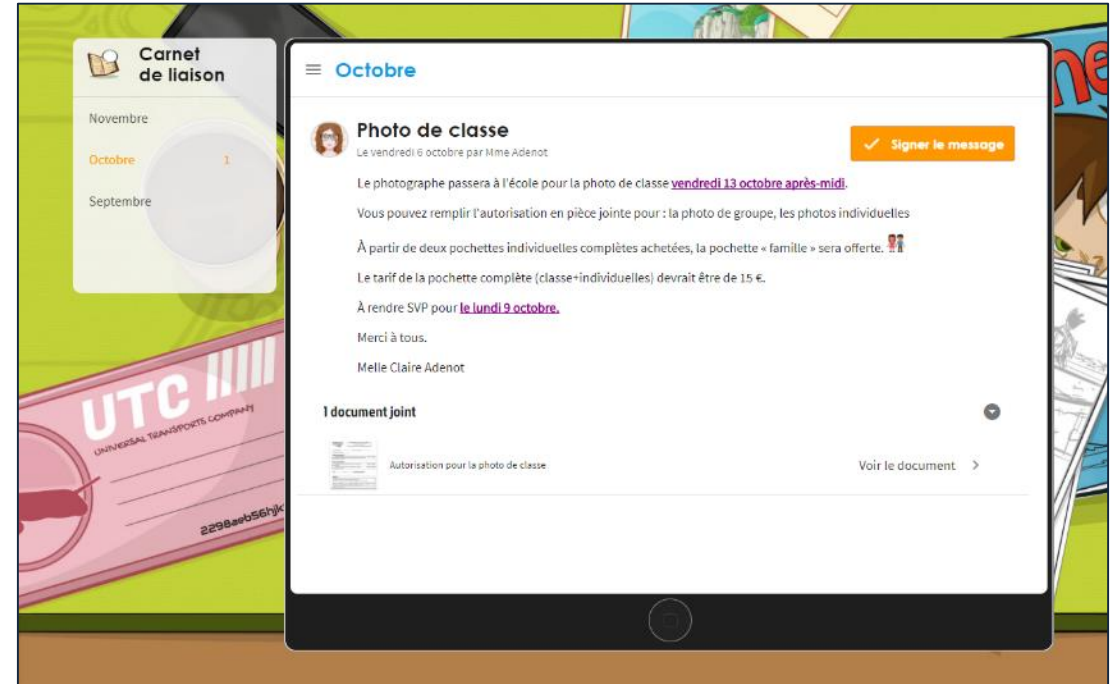 Carnet
de liaison
Novembre
Octobre 1
Septembre
Octobre
Photo de classe
Le vendredi 6 octobre par Mme Adenot
Signer le message
Le photographe passera à l'école pour la photo de classe vendredi 13 octobre après-midi.
Vous pouvez remplir l'autorisation en pièce jointe pour : la photo de groupe, les photos individuelles
À partir de deux pochettes individuelles complètes achetées, la pochette « famille » sera offerte.
Le tarif de la pochette complète (classe+individuelles) devrait être de 15 €.
À rendre SVP pour le lundi 9 octobre.
Merci à tous.
Melle Claire Adenot
1 document joint
Autorisation pour la photo de classe
Voir le document
UTC
UNIVERSAL TRANSPORTS COMPANY